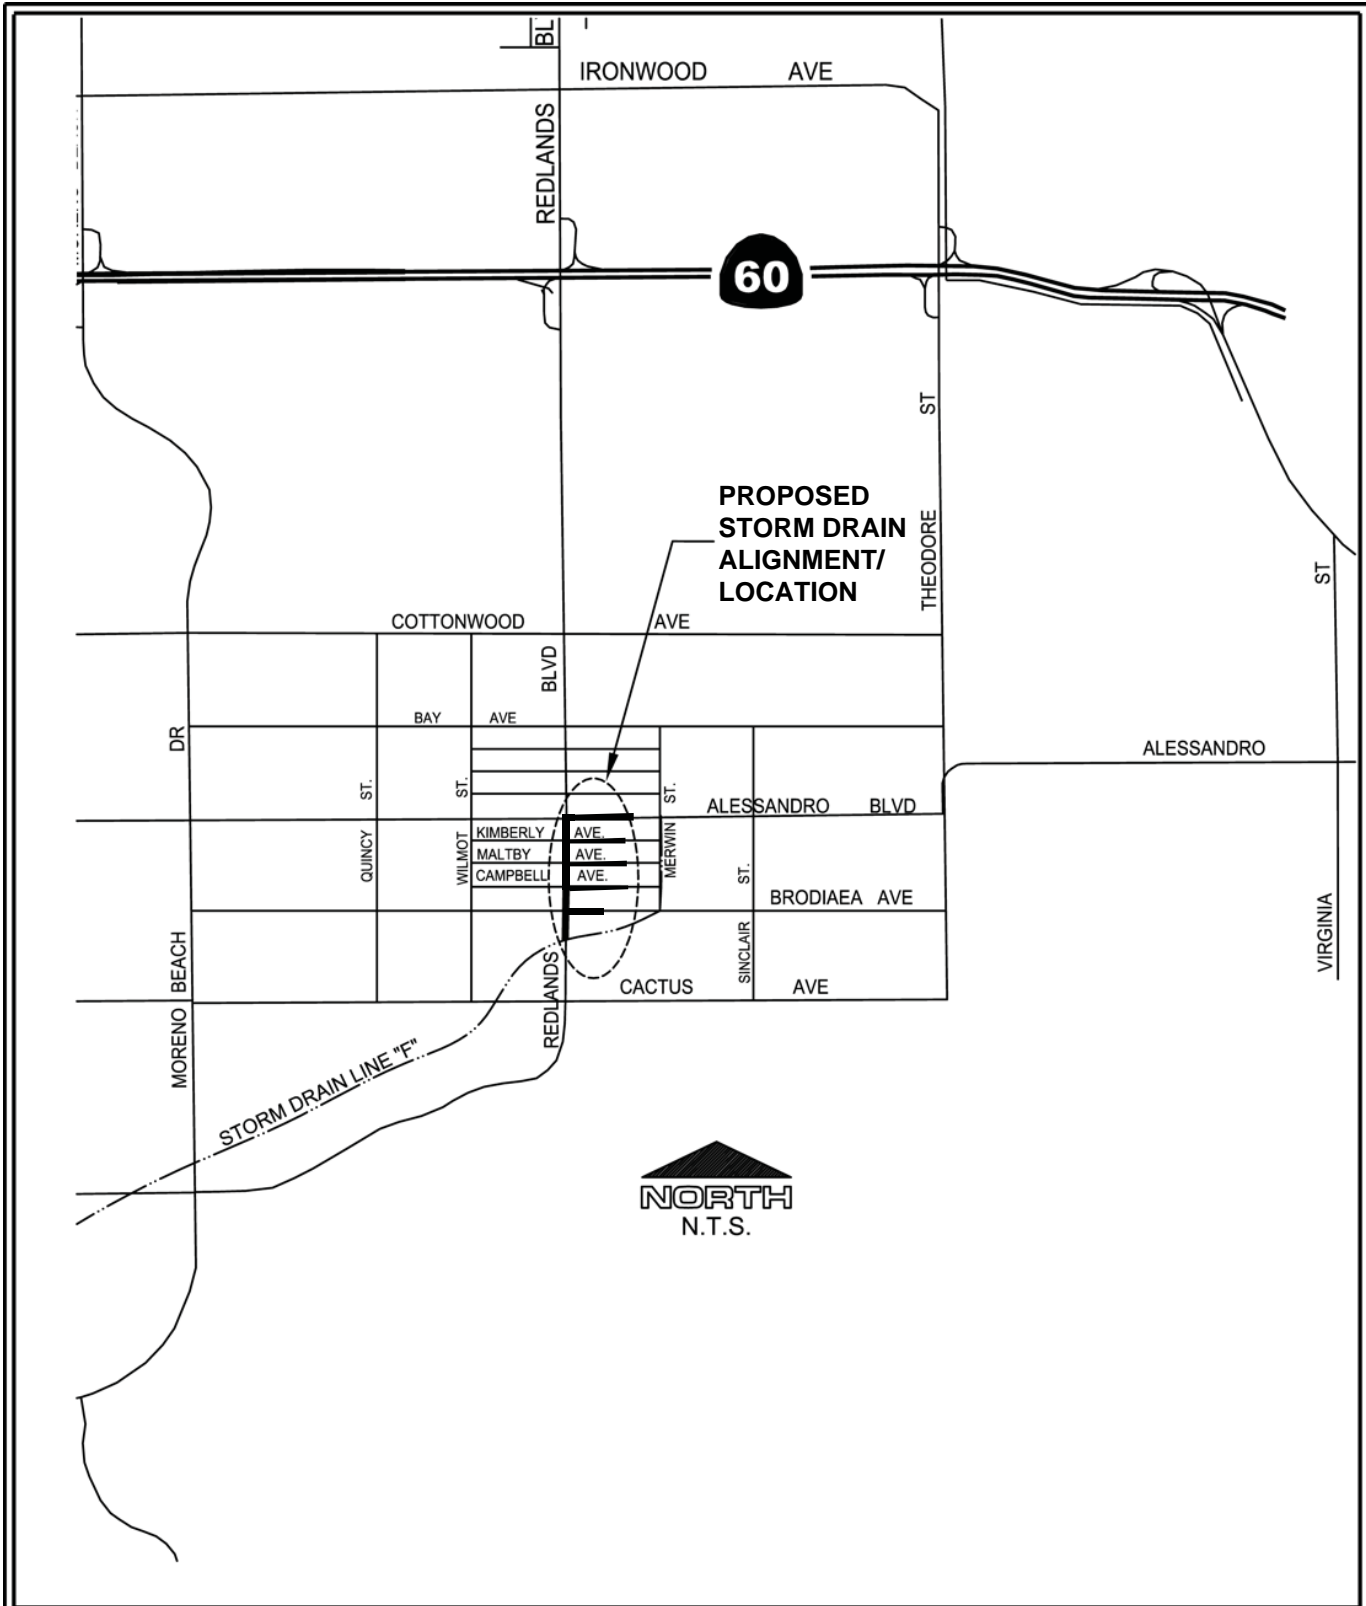 BL
IRONWOOD AVE
REDLANDS
60
ST
PROPOSED
STORM DRAIN
ALIGNMENT/
LOCATION
THEODORE
ST
COTTONWOOD AVE
BLVD
BAY AVE
DR
ALESSANDRO
ST.
ST.
ST.
ALESSANDRO BLVD
KIMBERLY AVE.
MALTBY AVE.
CAMPBELL AVE.
QUINCY
WILMOT
MERWIN
ST.
BRODIAEA AVE
SINCLAIR
VIRGINIA
MORENO BEACH
REDLANDS
CACTUS AVE
STORM DRAIN LINE "F"
NORTH
N.T.S.